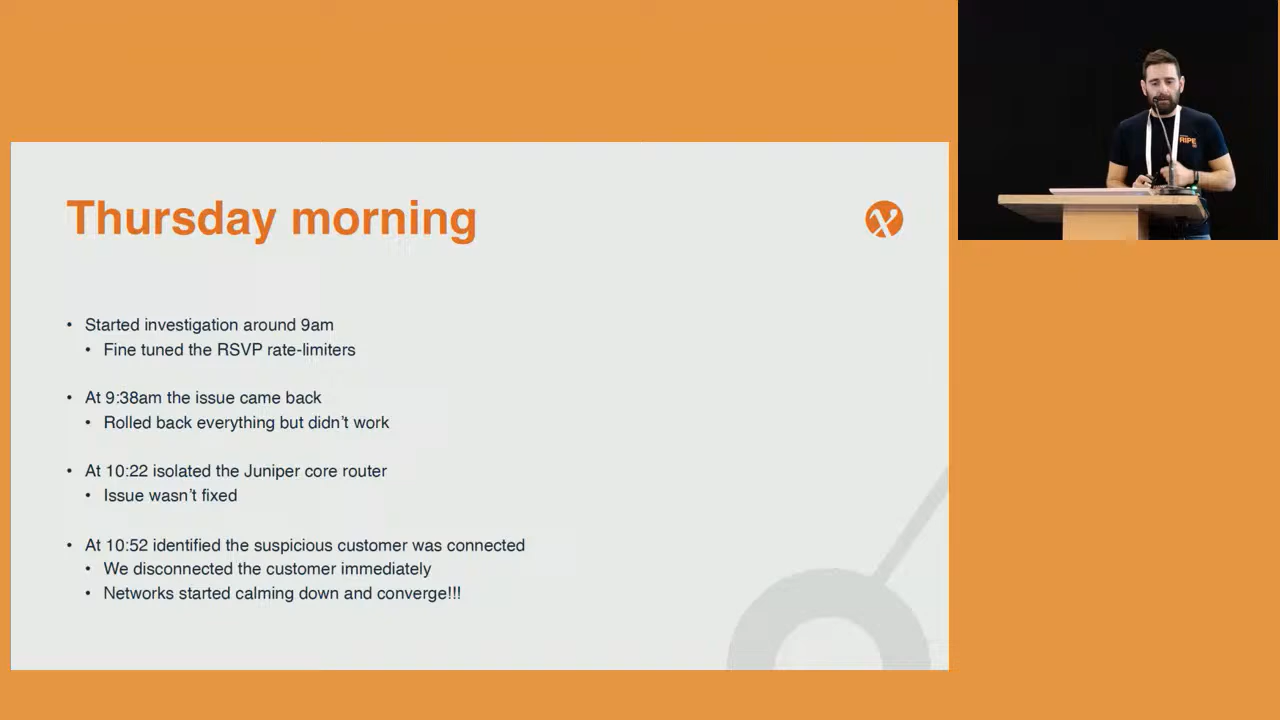 Thursday morning
• Started investigation around 9am
• Fine tuned the RSVP rate-limiters
• At 9:38am the issue came back
• Rolled back everything but didn't work
• At 10:22 isolated the Juniper core router
• Issue wasn't fixed
• At 10:52 identified the suspicious customer was connected
• We disconnected the customer immediately
• Networks started calming down and converge!!!
RIPE